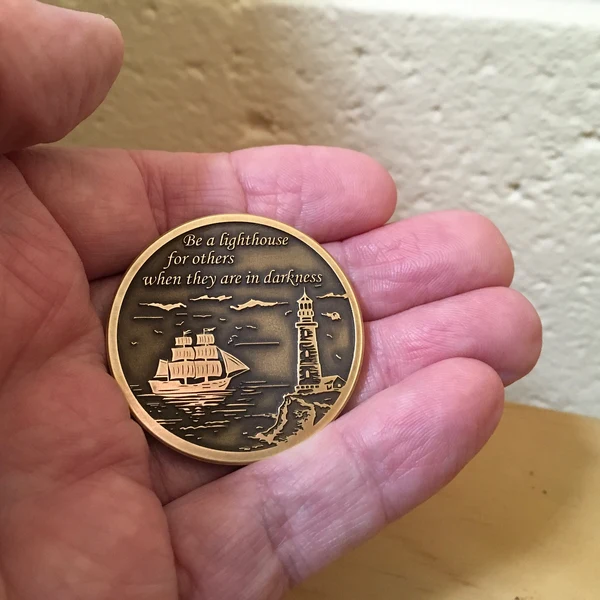 Be a lighthouse
for others
when they are in darkness